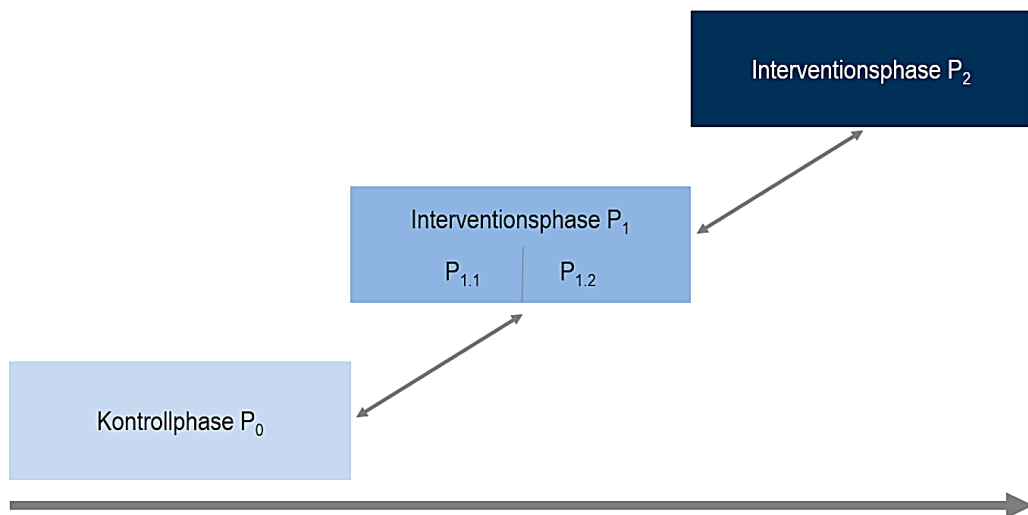 Interventionsphase P₂
Interventionsphase P₁
P₁.₁ P₁.₂
Kontrollphase P₀